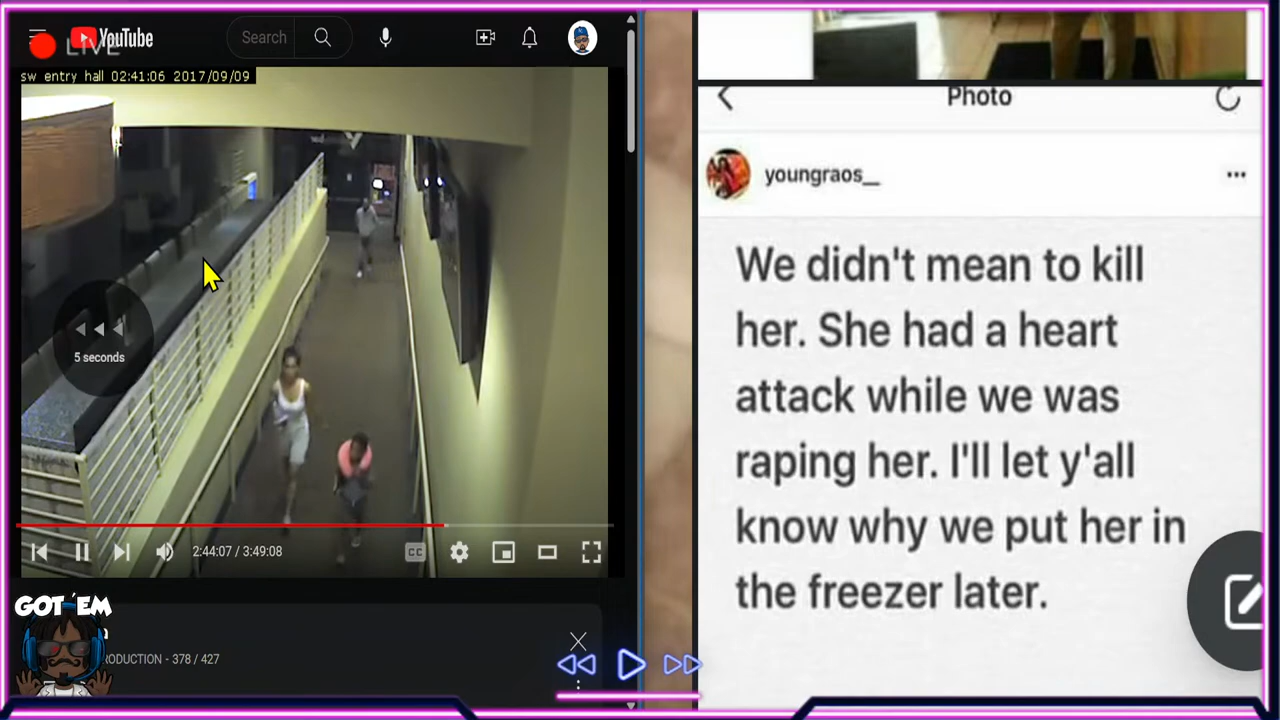 LIVE
YouTube
Search
sw entry hall 02:41:06 2017/09/09
5 seconds
2:44:07 / 3:49:08
CC
GOT 'EM
RODUCTION - 378 / 427
Photo
youngraos__
We didn't mean to kill
her. She had a heart
attack while we was
raping her. I'll let y'all
know why we put her in
the freezer later.